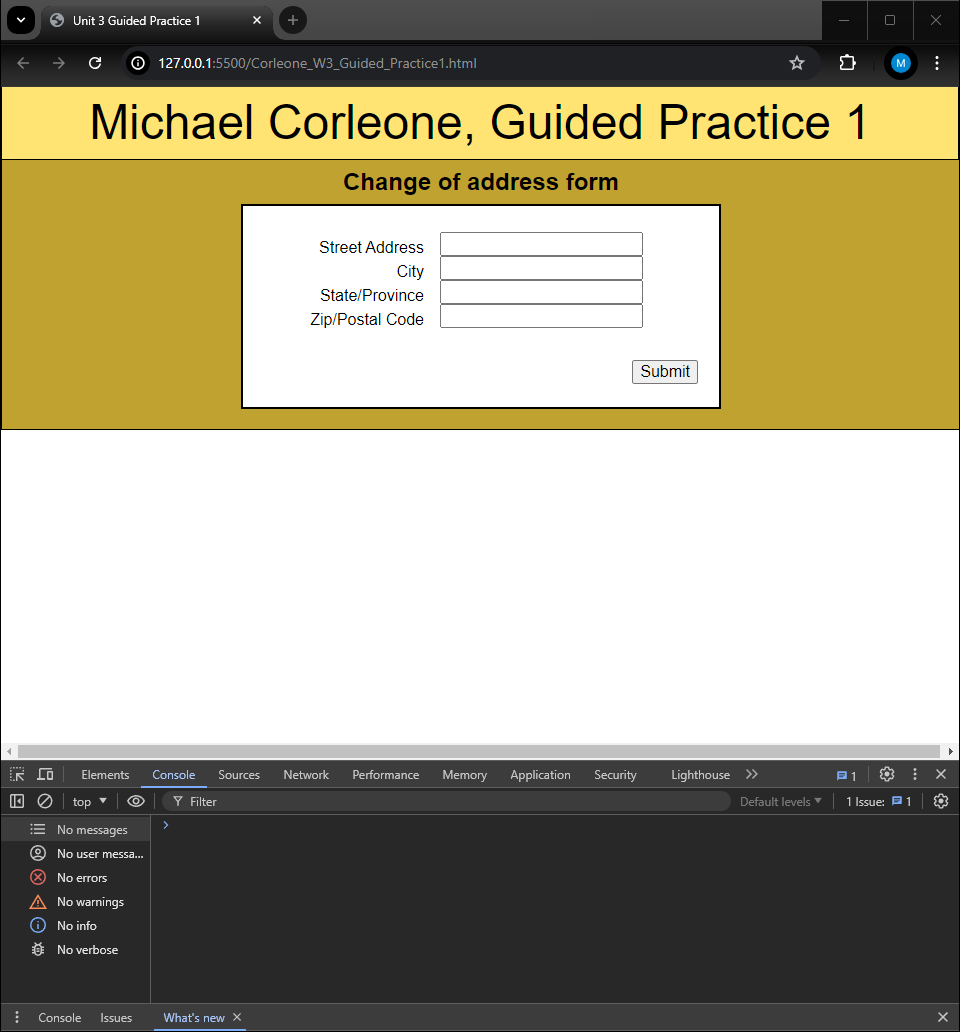 Unit 3 Guided Practice 1
127.0.0.1:5500/Corleone_W3_Guided_Practice1.html
M
Michael Corleone, Guided Practice 1
Change of address form
Street Address
City
State/Province
Zip/Postal Code
Submit
Elements Console Sources Network Performance Memory Application Security Lighthouse 1
top Filter Default levels 1 Issue: 1
No messages
No user messa...
No errors
No warnings
No info
No verbose
Console Issues What's new